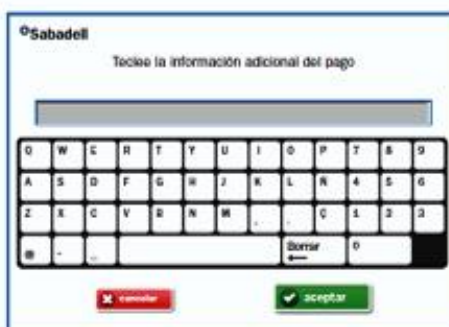 Sabadell
Teclee la información adicional del pago
Q W E R T Y U I O P 7 8 9
A S D F G H J K L Ñ 4 5 6
Z X C V B N M , . Ç 1 2 3
@ - _ Borrar 0
cancelar
aceptar